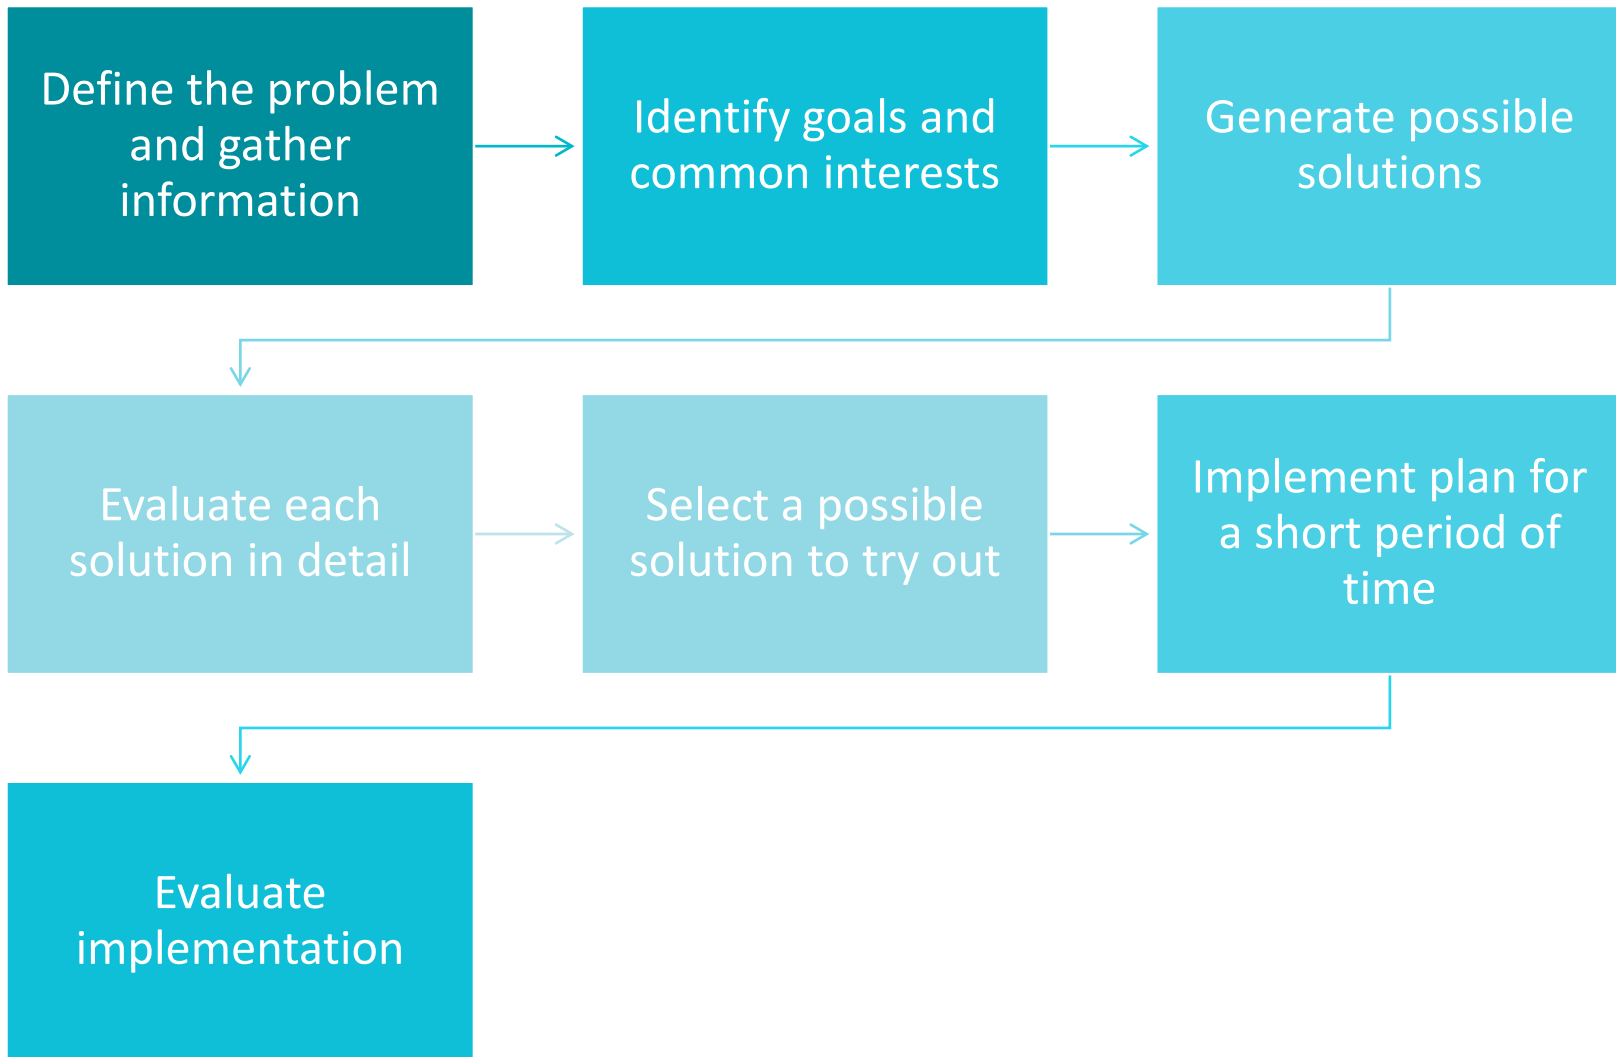 Define the problem
and gather
information
Identify goals and
common interests
Generate possible
solutions
Evaluate each
solution in detail
Select a possible
solution to try out
Implement plan for
a short period of
time
Evaluate
implementation